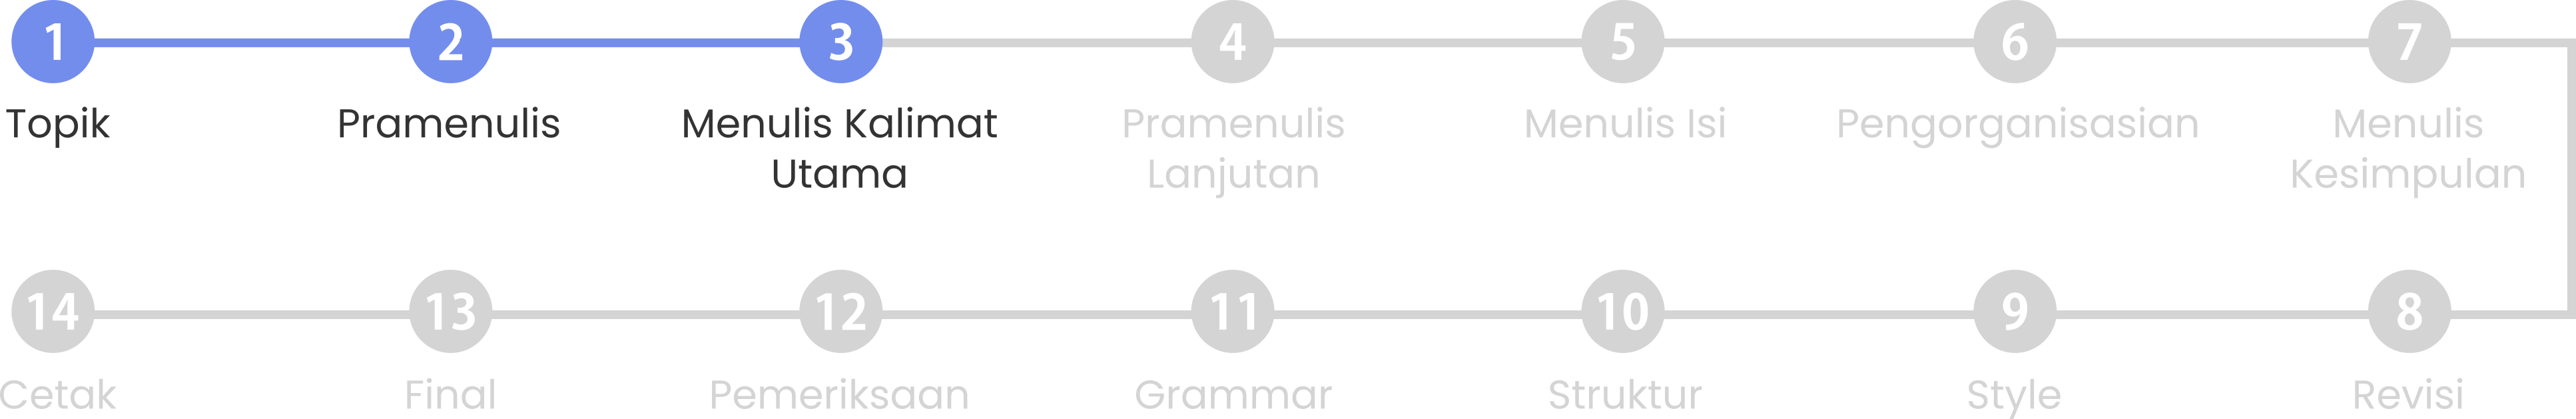 1
2
3
4
5
6
7
Topik
Pramenulis
Menulis Kalimat
Utama
Pramenulis
Lanjutan
Menulis Isi
Pengorganisasian
Menulis
Kesimpulan
14
13
12
11
10
9
8
Cetak
Final
Pemeriksaan
Grammar
Struktur
Style
Revisi